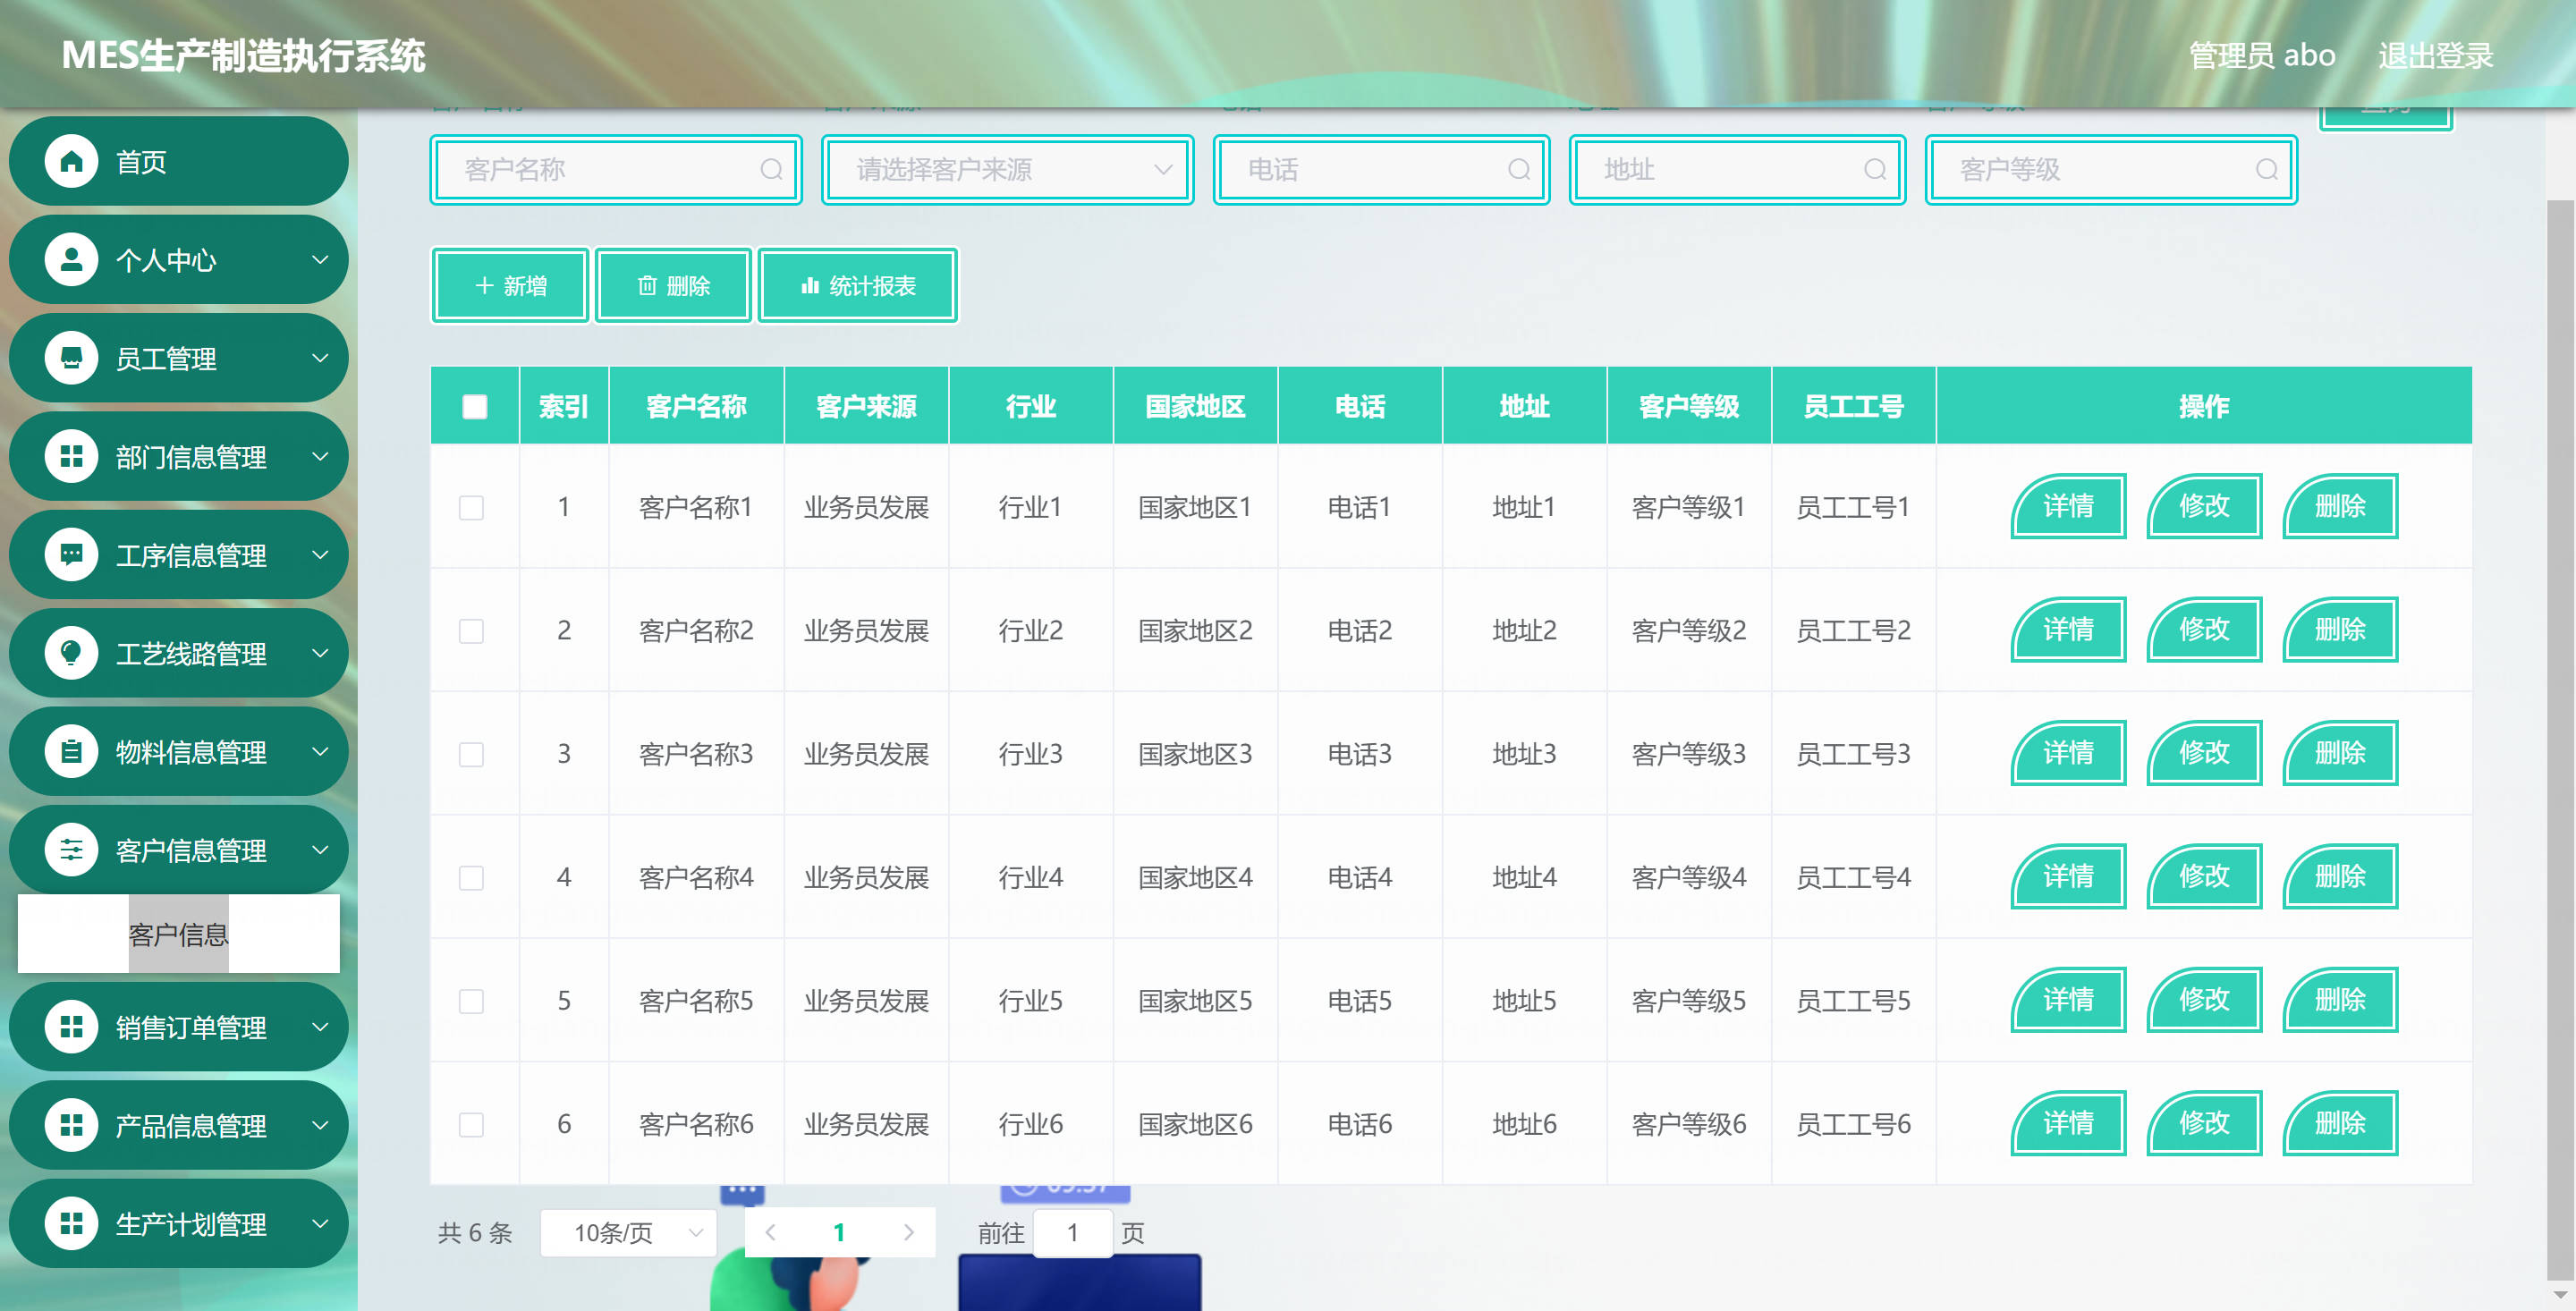 MES生产制造执行系统
管理员 abo 退出登录
首页
个人中心
员工管理
部门信息管理
工序信息管理
工艺线路管理
物料信息管理
客户信息管理
客户信息
销售订单管理
产品信息管理
生产计划管理
客户名称 请选择客户来源 电话 地址 客户等级
新增 删除 统计报表
索引 客户名称 客户来源 行业 国家地区 电话 地址 客户等级 员工工号 操作
1 客户名称1 业务员发展 行业1 国家地区1 电话1 地址1 客户等级1 员工工号1 详情 修改 删除
2 客户名称2 业务员发展 行业2 国家地区2 电话2 地址2 客户等级2 员工工号2 详情 修改 删除
3 客户名称3 业务员发展 行业3 国家地区3 电话3 地址3 客户等级3 员工工号3 详情 修改 删除
4 客户名称4 业务员发展 行业4 国家地区4 电话4 地址4 客户等级4 员工工号4 详情 修改 删除
5 客户名称5 业务员发展 行业5 国家地区5 电话5 地址5 客户等级5 员工工号5 详情 修改 删除
6 客户名称6 业务员发展 行业6 国家地区6 电话6 地址6 客户等级6 员工工号6 详情 修改 删除
共 6 条 10条/页 1 前往 1 页